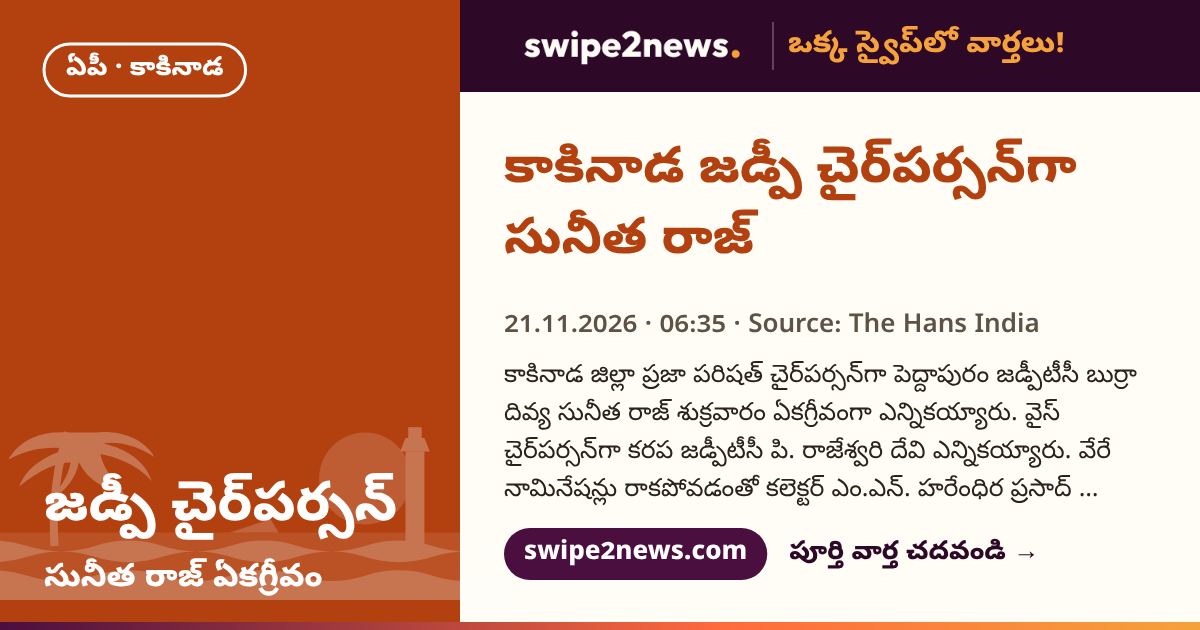 ఏపీ · కాకినాడ
జడ్పీ చైర్‌పర్సన్
సునీత రాజ్ ఏకగ్రీవం
swipe2news.
ఒక్క స్వైప్‌లో వార్తలు!
కాకినాడ జడ్పీ చైర్‌పర్సన్‌గా
సునీత రాజ్
21.11.2026 · 06:35 · Source: The Hans India
కాకినాడ జిల్లా ప్రజా పరిషత్ చైర్‌పర్సన్‌గా పెద్దాపురం జడ్పీటీసీ బుర్రా
దివ్య సునీత రాజ్ శుక్రవారం ఏకగ్రీవంగా ఎన్నికయ్యారు. వైస్
చైర్‌పర్సన్‌గా కరప జడ్పీటీసీ పి. రాజేశ్వరి దేవి ఎన్నికయ్యారు. వేరే
నామినేషన్లు రాకపోవడంతో కలెక్టర్ ఎం.ఎన్. హరేంధిర ప్రసాద్ ...
swipe2news.com
పూర్తి వార్త చదవండి →